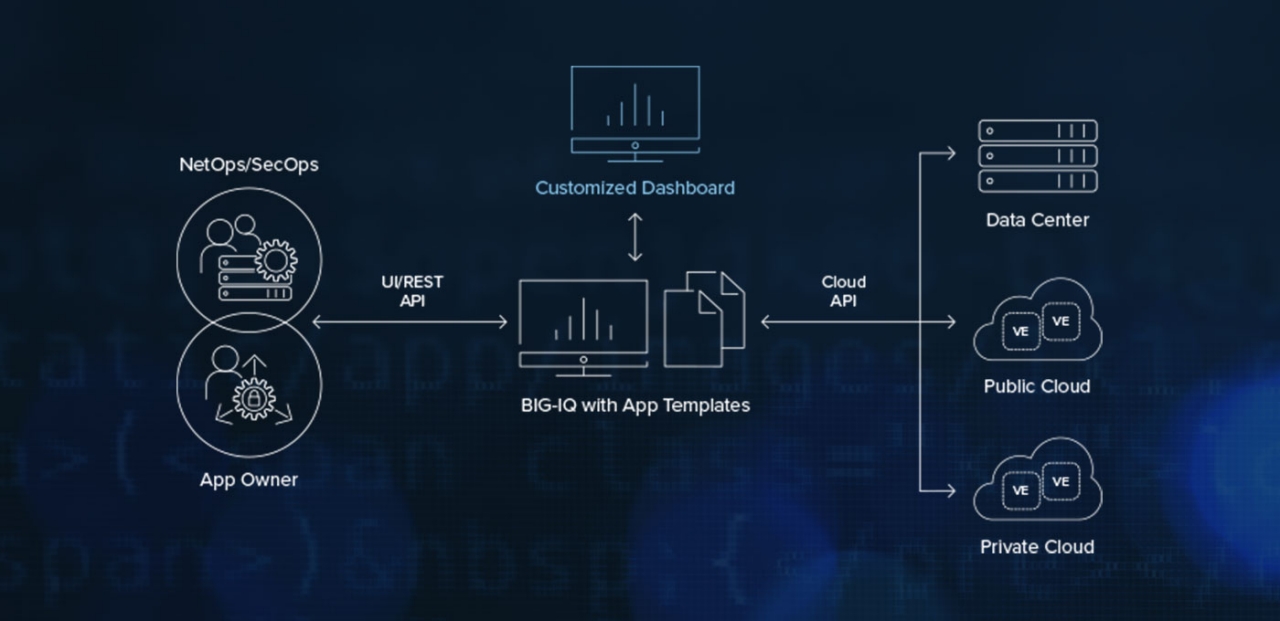 NetOps/SecOps
App Owner
UI/REST
API
Customized Dashboard
BIG-IQ with App Templates
Cloud
API
Data Center
VE
VE
Public Cloud
VE
VE
Private Cloud